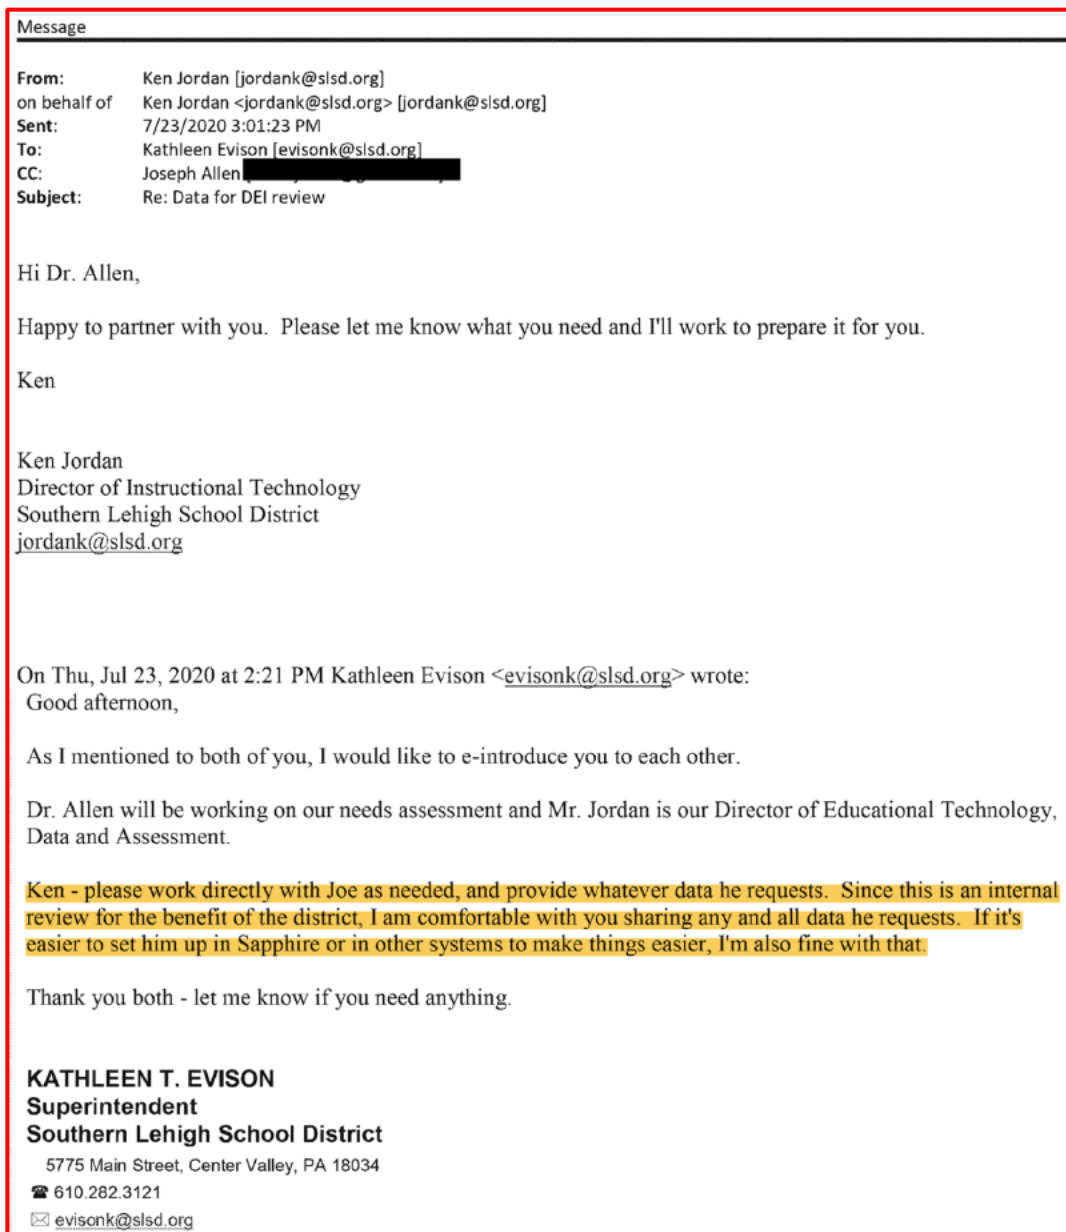 Message
From: Ken Jordan [jordank@slsd.org]
on behalf of Ken Jordan <jordank@slsd.org> [jordank@slsd.org]
Sent: 7/23/2020 3:01:23 PM
To: Kathleen Evison [evisonk@slsd.org]
CC: Joseph Allen
Subject: Re: Data for DEI review
Hi Dr. Allen,
Happy to partner with you.  Please let me know what you need and I'll work to prepare it for you.
Ken
Ken Jordan
Director of Instructional Technology
Southern Lehigh School District
jordank@slsd.org
On Thu, Jul 23, 2020 at 2:21 PM Kathleen Evison <evisonk@slsd.org> wrote:
Good afternoon,
As I mentioned to both of you, I would like to e-introduce you to each other.
Dr. Allen will be working on our needs assessment and Mr. Jordan is our Director of Educational Technology,
Data and Assessment.
Ken - please work directly with Joe as needed, and provide whatever data he requests.  Since this is an internal
review for the benefit of the district, I am comfortable with you sharing any and all data he requests.  If it's
easier to set him up in Sapphire or in other systems to make things easier, I'm also fine with that.
Thank you both - let me know if you need anything.
KATHLEEN T. EVISON
Superintendent
Southern Lehigh School District
5775 Main Street, Center Valley, PA 18034
☎ 610.282.3121
✉ evisonk@slsd.org